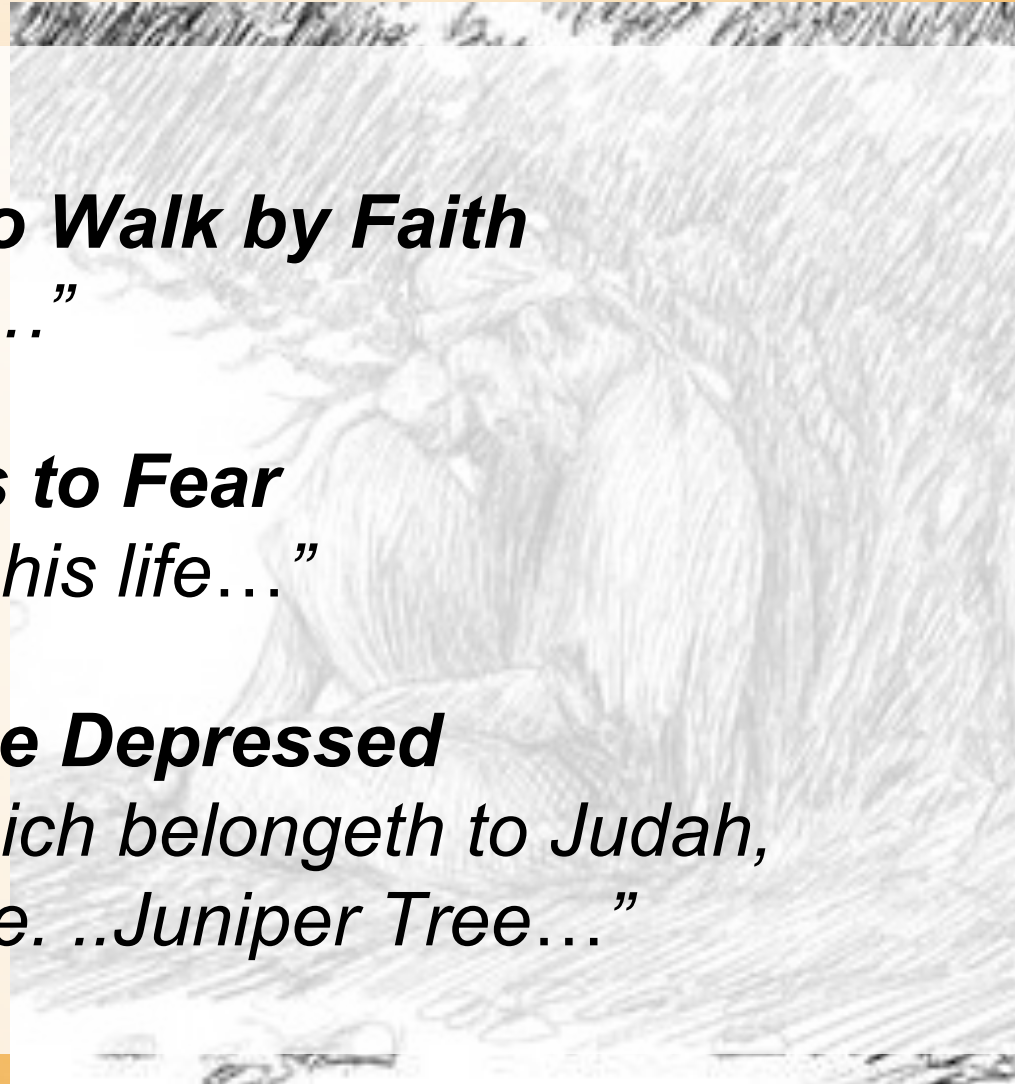 o Walk by Faith
…”
s to Fear
his life…”
e Depressed
ich belongeth to Judah,
e. ..Juniper Tree…”